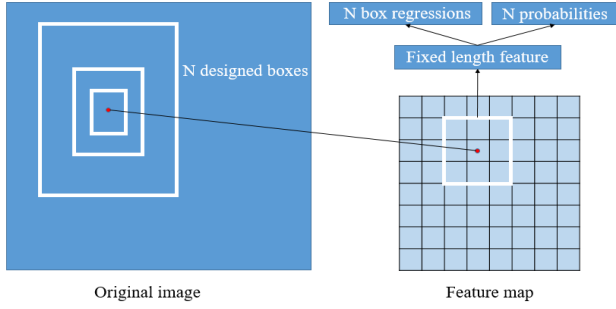 N box regressions
N probabilities
Fixed length feature
N designed boxes
Original image
Feature map